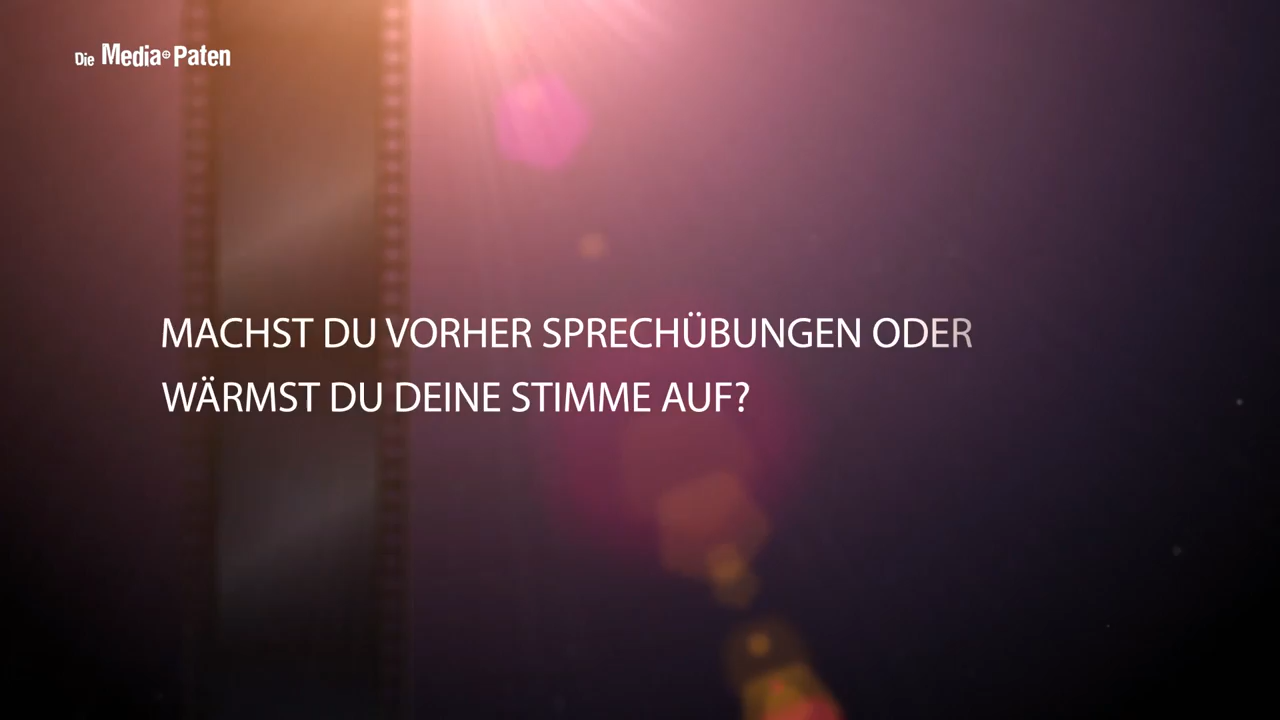 Die Media Paten
MACHST DU VORHER SPRECHÜBUNGEN ODER
WÄRMST DU DEINE STIMME AUF?